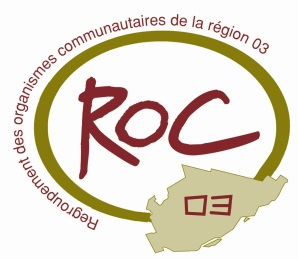 Regroupement des organismes communautaires de la région 03
ROC
03